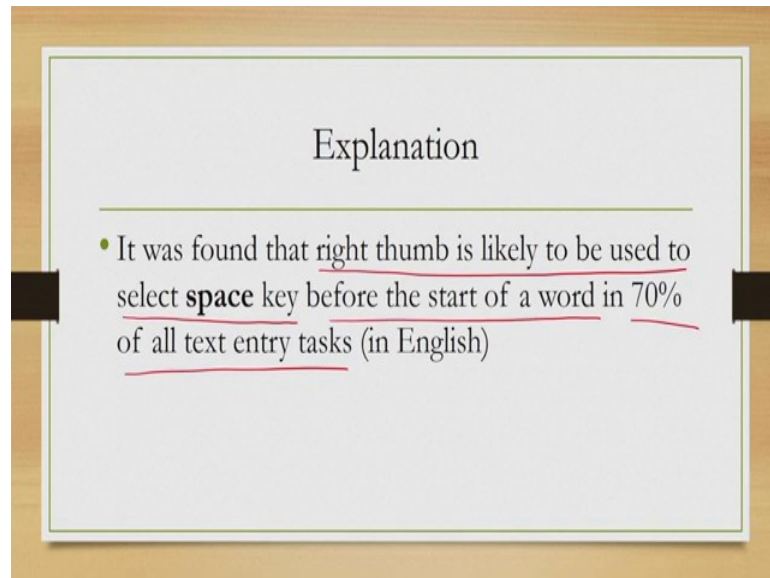 Explanation
• It was found that right thumb is likely to be used to
select space key before the start of a word in 70%
of all text entry tasks (in English)